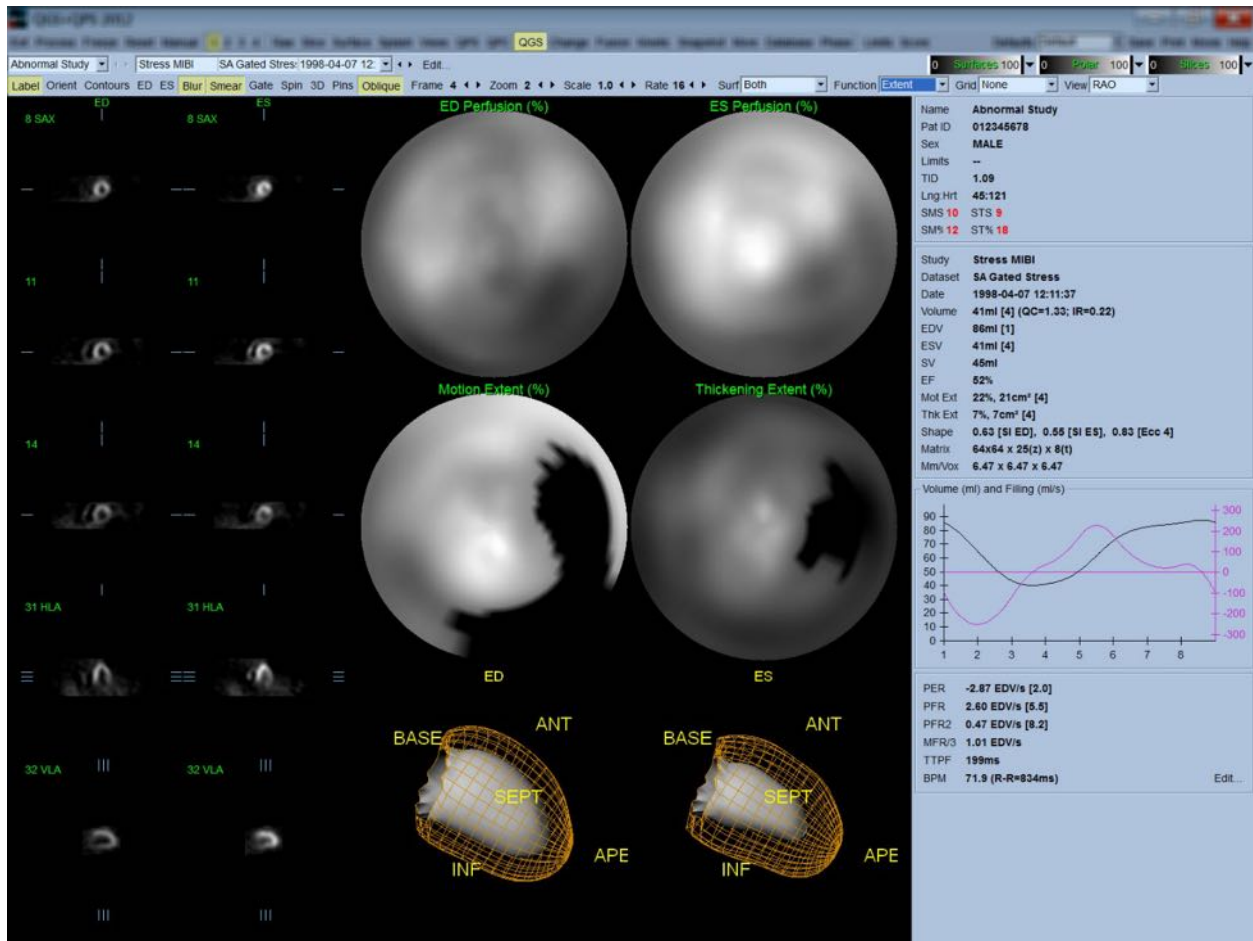 QGS+QPS 2012
QGS
Abnormal Study Stress MIBI SA Gated Stres: 1998-04-07 12: Edit...
0 Surfaces 100 0 Polar 100 0 Slices 100
Label Orient Contours ED ES Blur Smear Gate Spin 3D Pins Oblique Frame 4 Zoom 2 Scale 1.0 Rate 16 Surf Both Function Extent Grid None View RAO
ED ES
8 SAX 8 SAX
11 11
14 14
31 HLA 31 HLA
32 VLA 32 VLA
ED Perfusion (%) ES Perfusion (%)
Motion Extent (%) Thickening Extent (%)
ED ES
BASE ANT SEPT INF APE
BASE ANT SEPT INF APE
Name Abnormal Study
Pat ID 012345678
Sex MALE
Limits --
TID 1.09
Lng:Hrt 45:121
SMS 10 STS 9
SM% 12 ST% 18
Study Stress MIBI
Dataset SA Gated Stress
Date 1998-04-07 12:11:37
Volume 41ml [4] (QC=1.33; IR=0.22)
EDV 86ml [1]
ESV 41ml [4]
SV 45ml
EF 52%
Mot Ext 22%, 21cm² [4]
Thk Ext 7%, 7cm² [4]
Shape 0.63 [SI ED], 0.55 [SI ES], 0.83 [Ecc 4]
Matrix 64x64 x 25(z) x 8(t)
Mm/Vox 6.47 x 6.47 x 6.47
Volume (ml) and Filling (ml/s)
90 80 70 60 50 40 30 20 10 0
300 200 100 0 -100 -200 -300
1 2 3 4 5 6 7 8
PER -2.87 EDV/s [2.0]
PFR 2.60 EDV/s [5.5]
PFR2 0.47 EDV/s [8.2]
MFR/3 1.01 EDV/s
TTPF 199ms
BPM 71.9 (R-R=834ms) Edit...